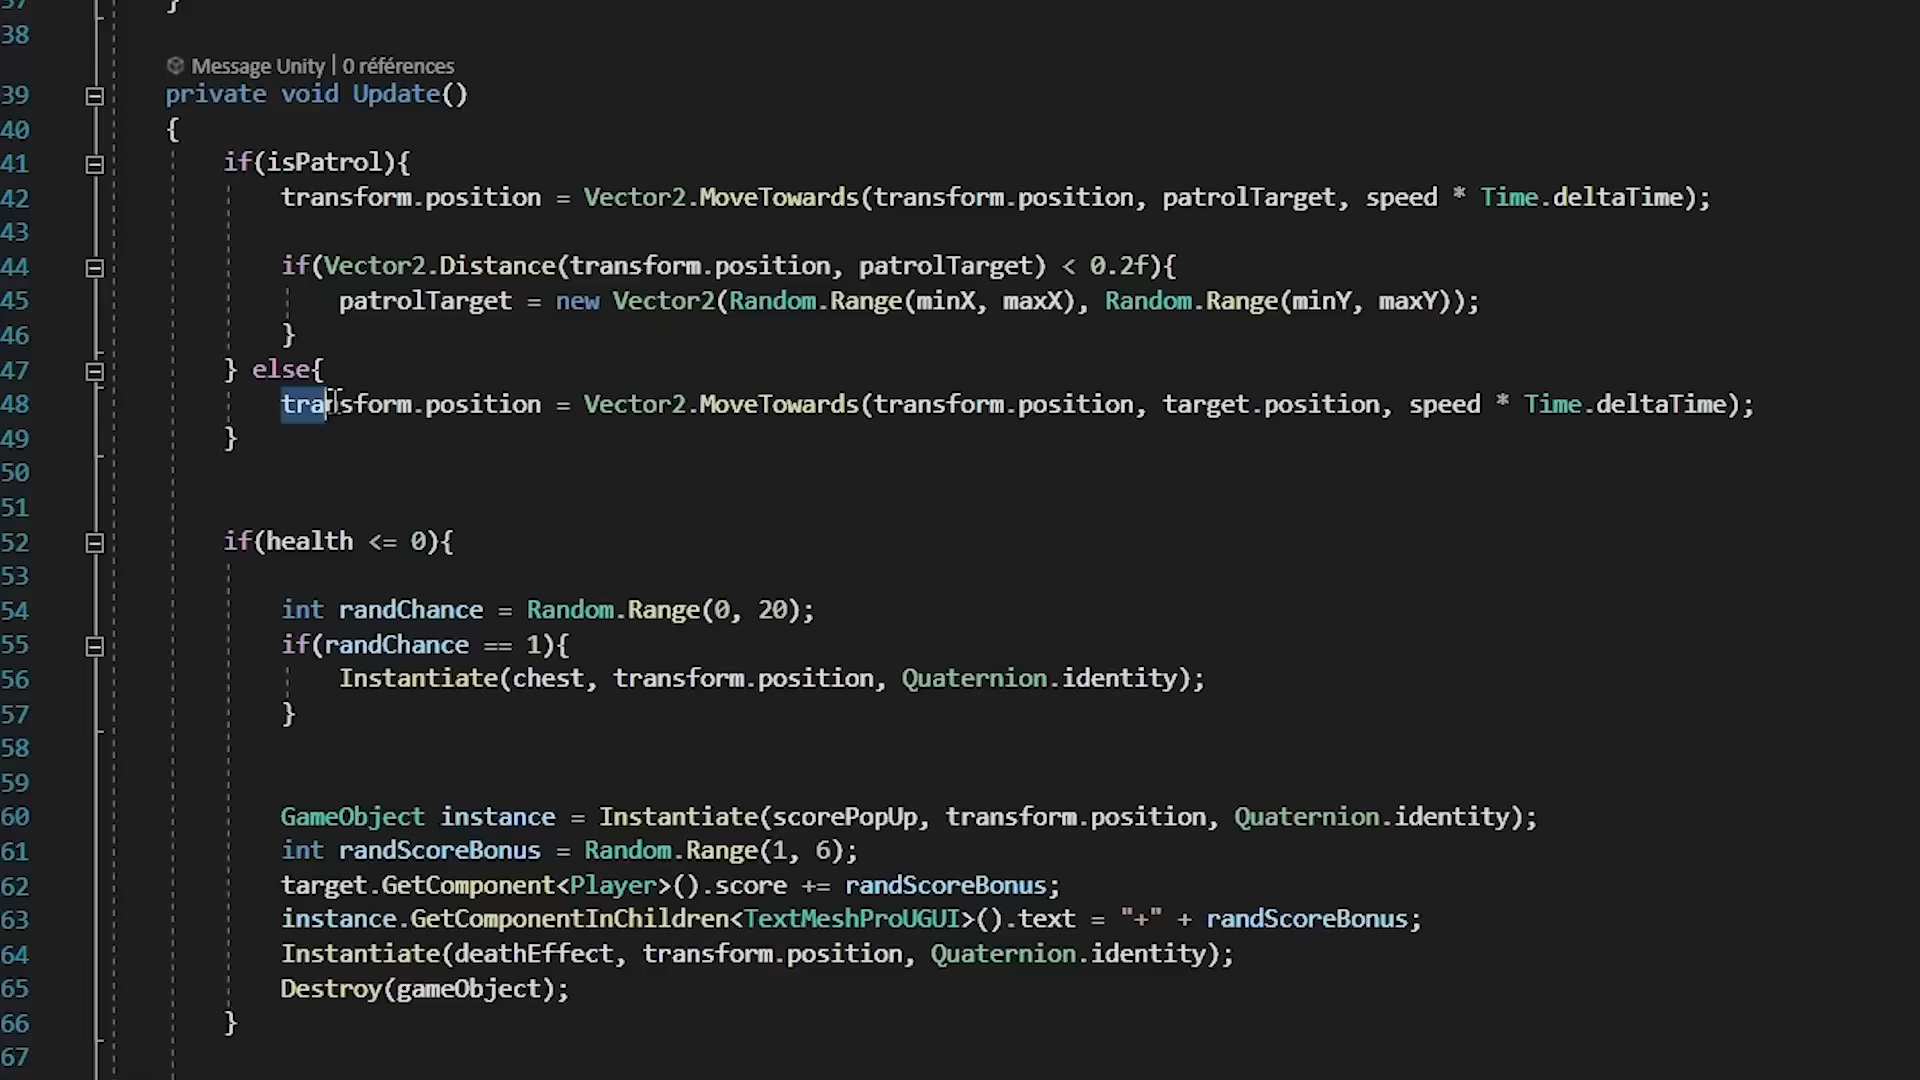 37 }
38
Message Unity | 0 références
39 private void Update()
40 {
41 if(isPatrol){
42 transform.position = Vector2.MoveTowards(transform.position, patrolTarget, speed * Time.deltaTime);
43
44 if(Vector2.Distance(transform.position, patrolTarget) < 0.2f){
45 patrolTarget = new Vector2(Random.Range(minX, maxX), Random.Range(minY, maxY));
46 }
47 } else{
48 transform.position = Vector2.MoveTowards(transform.position, target.position, speed * Time.deltaTime);
49 }
50
51
52 if(health <= 0){
53
54 int randChance = Random.Range(0, 20);
55 if(randChance == 1){
56 Instantiate(chest, transform.position, Quaternion.identity);
57 }
58
59
60 GameObject instance = Instantiate(scorePopUp, transform.position, Quaternion.identity);
61 int randScoreBonus = Random.Range(1, 6);
62 target.GetComponent<Player>().score += randScoreBonus;
63 instance.GetComponentInChildren<TextMeshProUGUI>().text = "+" + randScoreBonus;
64 Instantiate(deathEffect, transform.position, Quaternion.identity);
65 Destroy(gameObject);
66 }
67